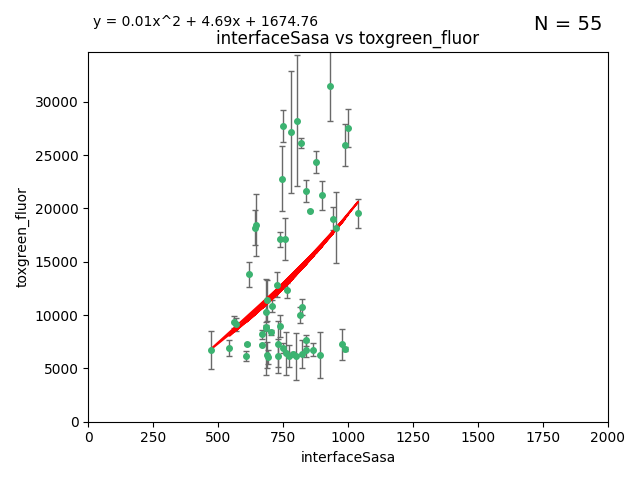 y = 0.01x^2 + 4.69x + 1674.76
N = 55
interfaceSasa vs toxgreen_fluor
toxgreen_fluor
30000
25000
20000
15000
10000
5000
0
0 250 500 750 1000 1250 1500 1750 2000
interfaceSasa